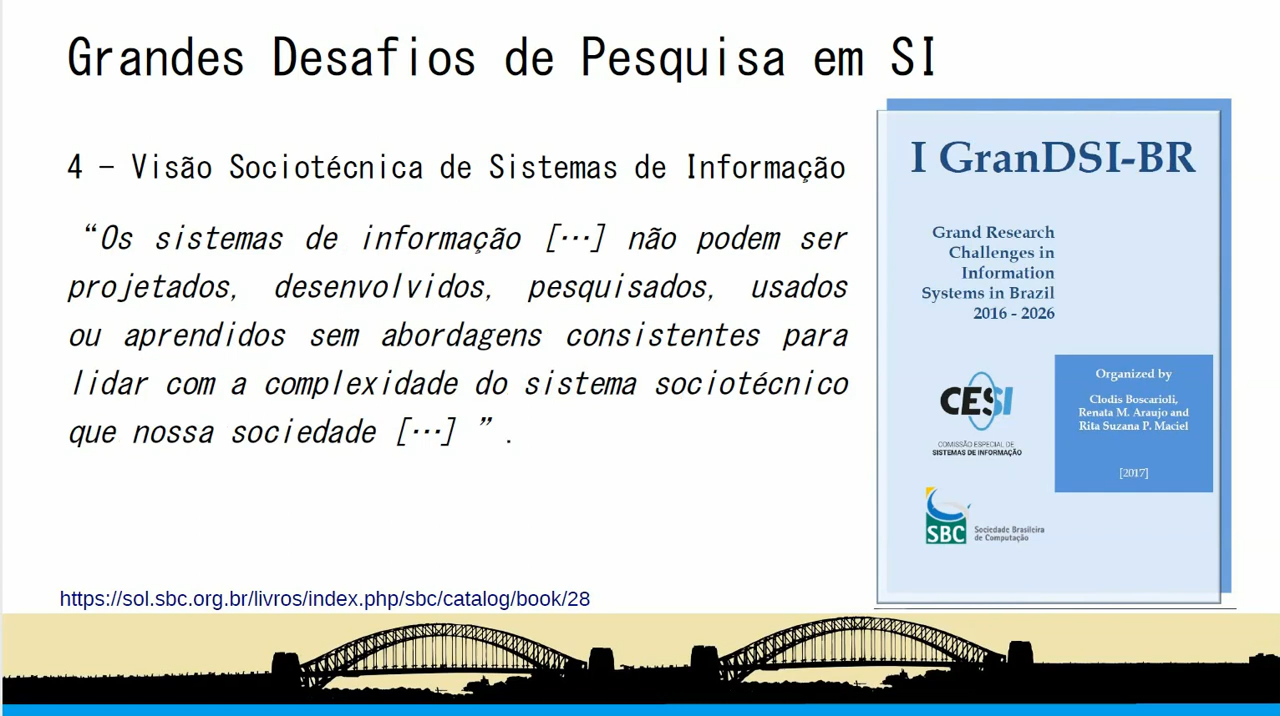 Grandes Desafios de Pesquisa em SI
4 - Visão Sociotécnica de Sistemas de Informação
“Os sistemas de informação […] não podem ser
projetados, desenvolvidos, pesquisados, usados
ou aprendidos sem abordagens consistentes para
lidar com a complexidade do sistema sociotécnico
que nossa sociedade […] ”.
https://sol.sbc.org.br/livros/index.php/sbc/catalog/book/28
I GranDSI-BR
Grand Research
Challenges in
Information
Systems in Brazil
2016 - 2026
CESI
COMISSÃO ESPECIAL DE
SISTEMAS DE INFORMAÇÃO
Organized by
Clodis Boscarioli,
Renata M. Araujo and
Rita Suzana P. Maciel
[2017]
SBC
Sociedade Brasileira
de Computação